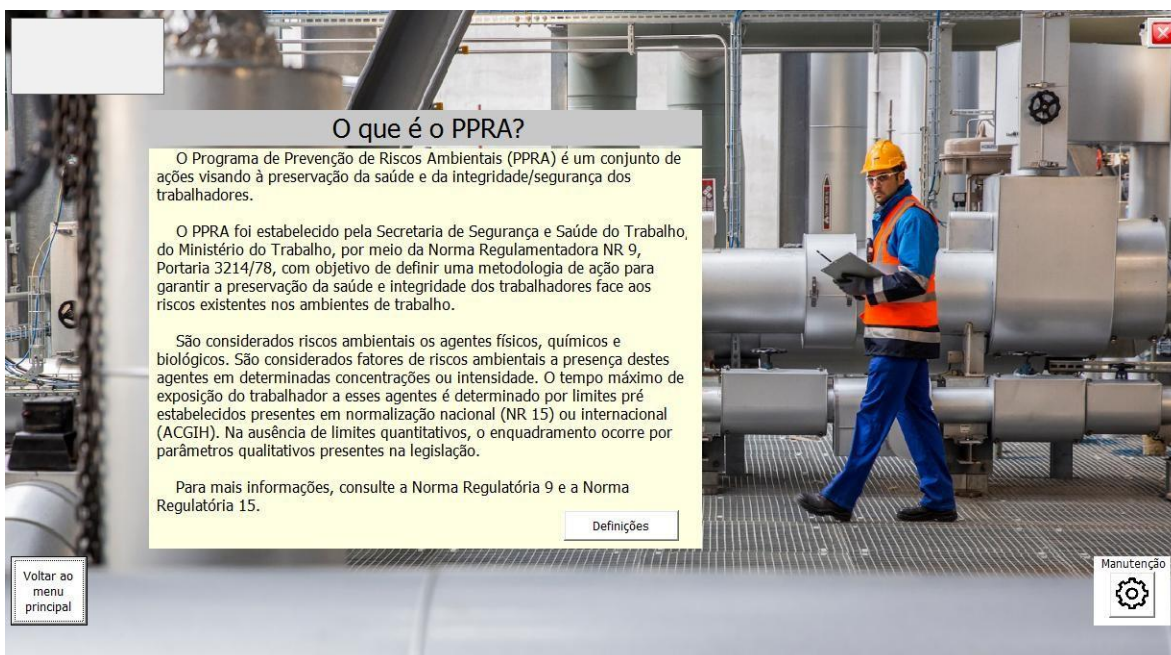 O que é o PPRA?
O Programa de Prevenção de Riscos Ambientais (PPRA) é um conjunto de
ações visando à preservação da saúde e da integridade/segurança dos
trabalhadores.
O PPRA foi estabelecido pela Secretaria de Segurança e Saúde do Trabalho,
do Ministério do Trabalho, por meio da Norma Regulamentadora NR 9,
Portaria 3214/78, com objetivo de definir uma metodologia de ação para
garantir a preservação da saúde e integridade dos trabalhadores face aos
riscos existentes nos ambientes de trabalho.
São considerados riscos ambientais os agentes físicos, químicos e
biológicos. São considerados fatores de riscos ambientais a presença destes
agentes em determinadas concentrações ou intensidade. O tempo máximo de
exposição do trabalhador a esses agentes é determinado por limites pré
estabelecidos presentes em normalização nacional (NR 15) ou internacional
(ACGIH). Na ausência de limites quantitativos, o enquadramento ocorre por
parâmetros qualitativos presentes na legislação.
Para mais informações, consulte a Norma Regulatória 9 e a Norma
Regulatória 15.
Definições
Voltar ao
menu
principal
Manutenção